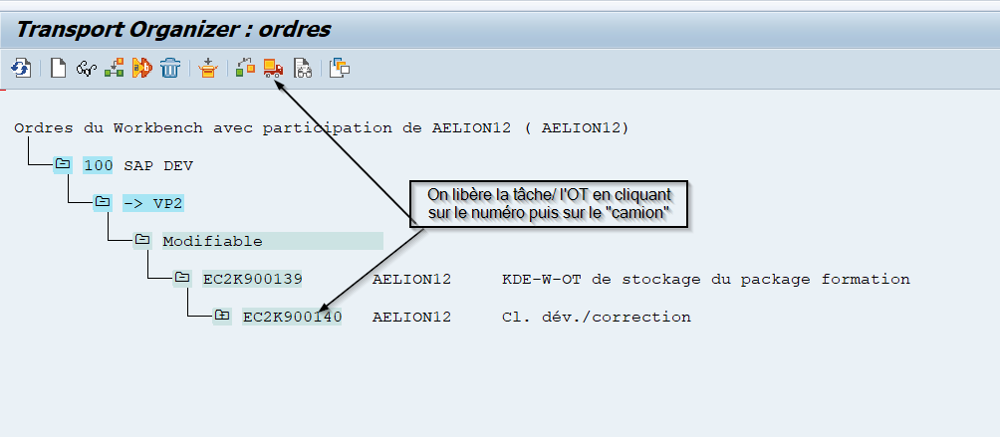 Transport Organizer : ordres
Ordres du Workbench avec participation de AELION12 ( AELION12)
100 SAP DEV
-> VP2
On libère la tâche/ l'OT en cliquant
sur le numéro puis sur le "camion"
Modifiable
EC2K900139 AELION12 KDE-W-OT de stockage du package formation
EC2K900140 AELION12 Cl. dév./correction